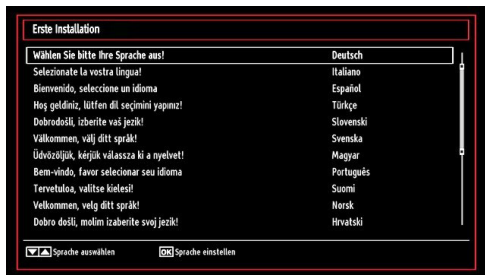 Erste Installation
Wählen Sie bitte Ihre Sprache aus! Deutsch
Selezionate la vostra lingua! Italiano
Bienvenido, seleccione un idioma Español
Hoş geldiniz, lütfen dil seçimini yapınız! Türkçe
Dobrodošli, izberite vaš jezik! Slovenski
Välkommen, välj ditt språk! Svenska
Üdvözöljük, kérjük válassza ki a nyelvet! Magyar
Bem-vindo, favor selecionar seu idioma Português
Tervetuloa, valitse kielesi! Suomi
Velkommen, velg ditt språk! Norsk
Dobro došli, molim izaberite svoj jezik! Hrvatski
Sprache auswählen OK Sprache einstellen